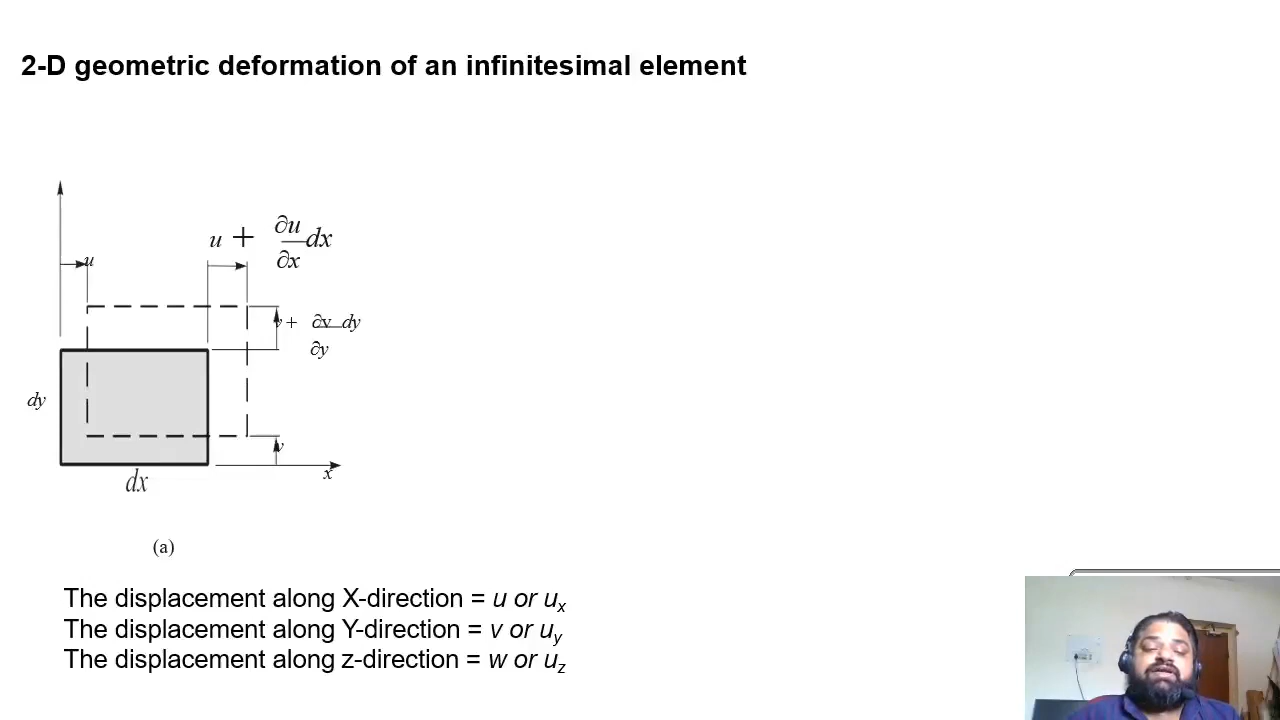 2-D geometric deformation of an infinitesimal element
u + ∂u/∂x dx
u
v + ∂v/∂y dy
dy
v
x
dx
(a)
The displacement along X-direction = u or uₓ
The displacement along Y-direction = v or u_y
The displacement along z-direction = w or u_z